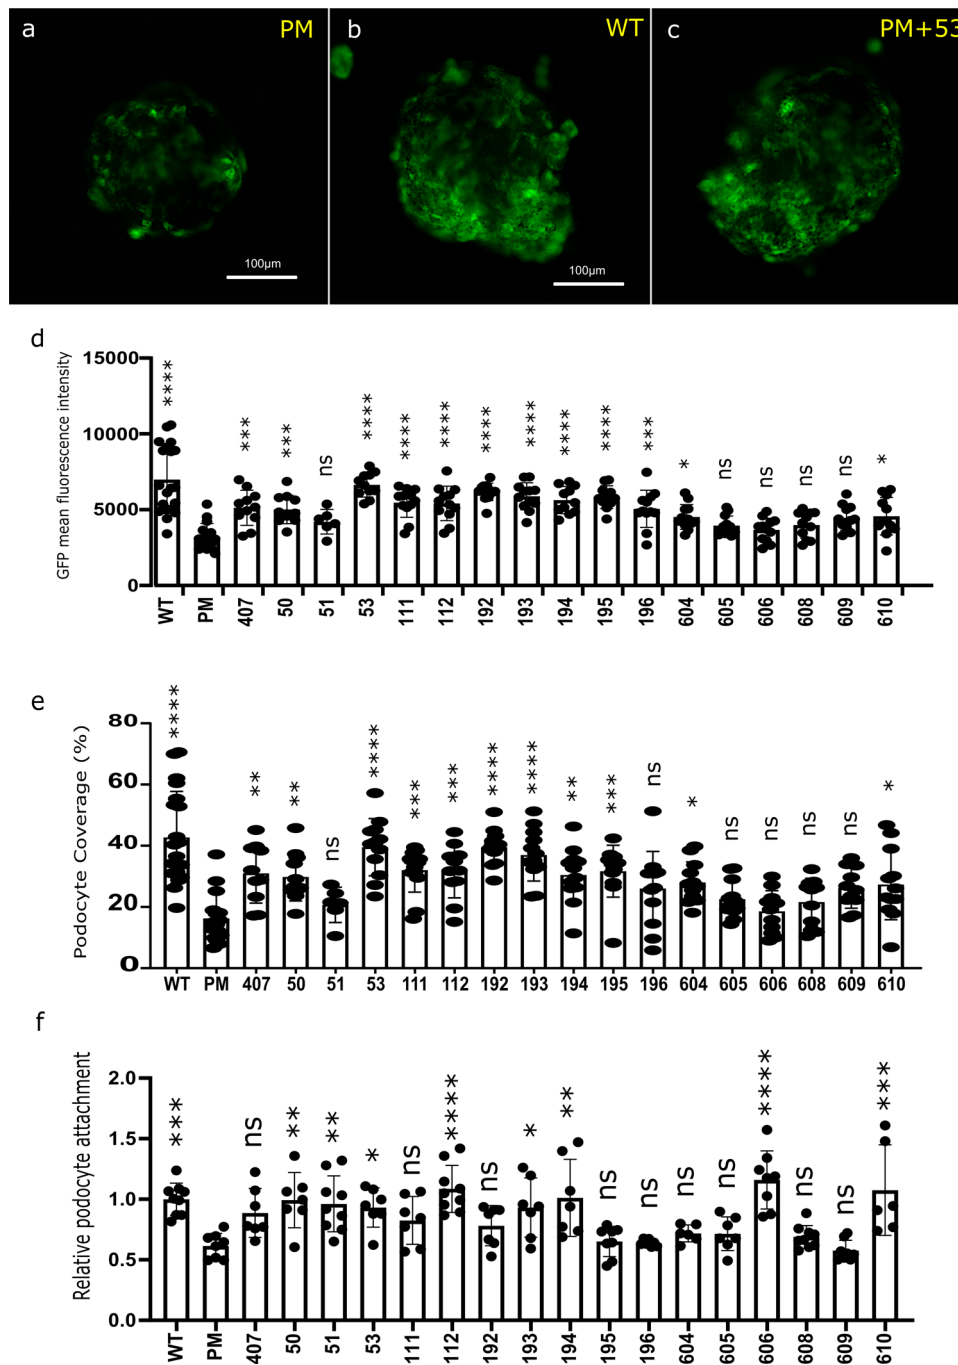 a PM b WT c PM+53
100µm 100µm
d
GFP mean fluorescence intensity
15000
10000
5000
0
**** *** *** ns **** **** **** **** **** **** **** *** * ns ns ns ns *
WT PM 407 50 51 53 111 112 192 193 194 195 196 604 605 606 608 609 610
e
Podocyte Coverage (%)
80
60
40
20
0
**** ** ** ns **** *** *** **** **** ** *** ns * ns ns ns ns *
WT PM 407 50 51 53 111 112 192 193 194 195 196 604 605 606 608 609 610
f
Relative podocyte attachment
2.0
1.5
1.0
0.5
0.0
*** ns ** ** * ns **** ns * ** ns ns ns ns **** ns ns ***
WT PM 407 50 51 53 111 112 192 193 194 195 196 604 605 606 608 609 610